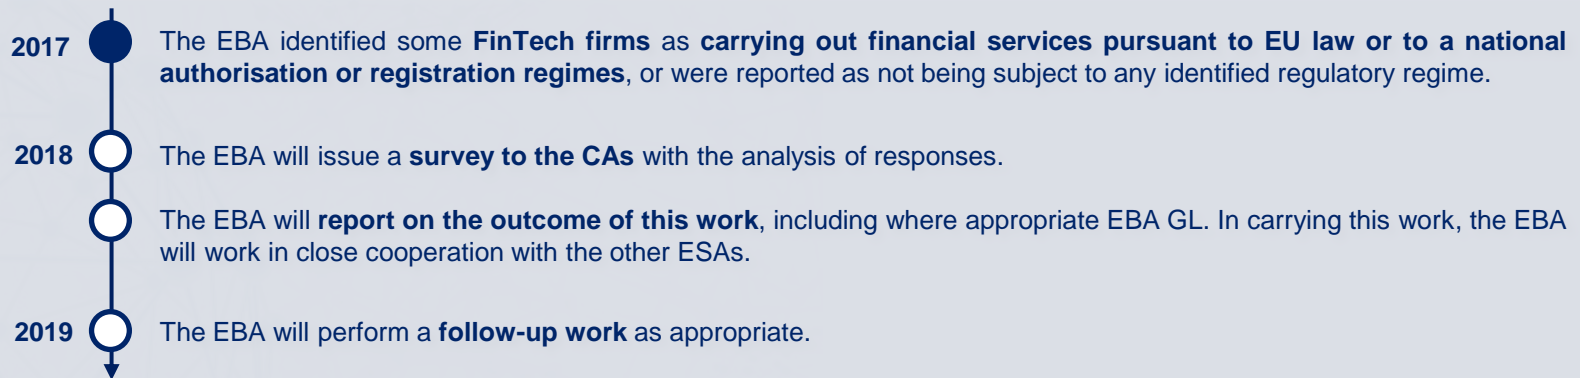 2017
The EBA identified some FinTech firms as carrying out financial services pursuant to EU law or to a national
authorisation or registration regimes, or were reported as not being subject to any identified regulatory regime.
2018
The EBA will issue a survey to the CAs with the analysis of responses.
The EBA will report on the outcome of this work, including where appropriate EBA GL. In carrying this work, the EBA
will work in close cooperation with the other ESAs.
2019
The EBA will perform a follow-up work as appropriate.